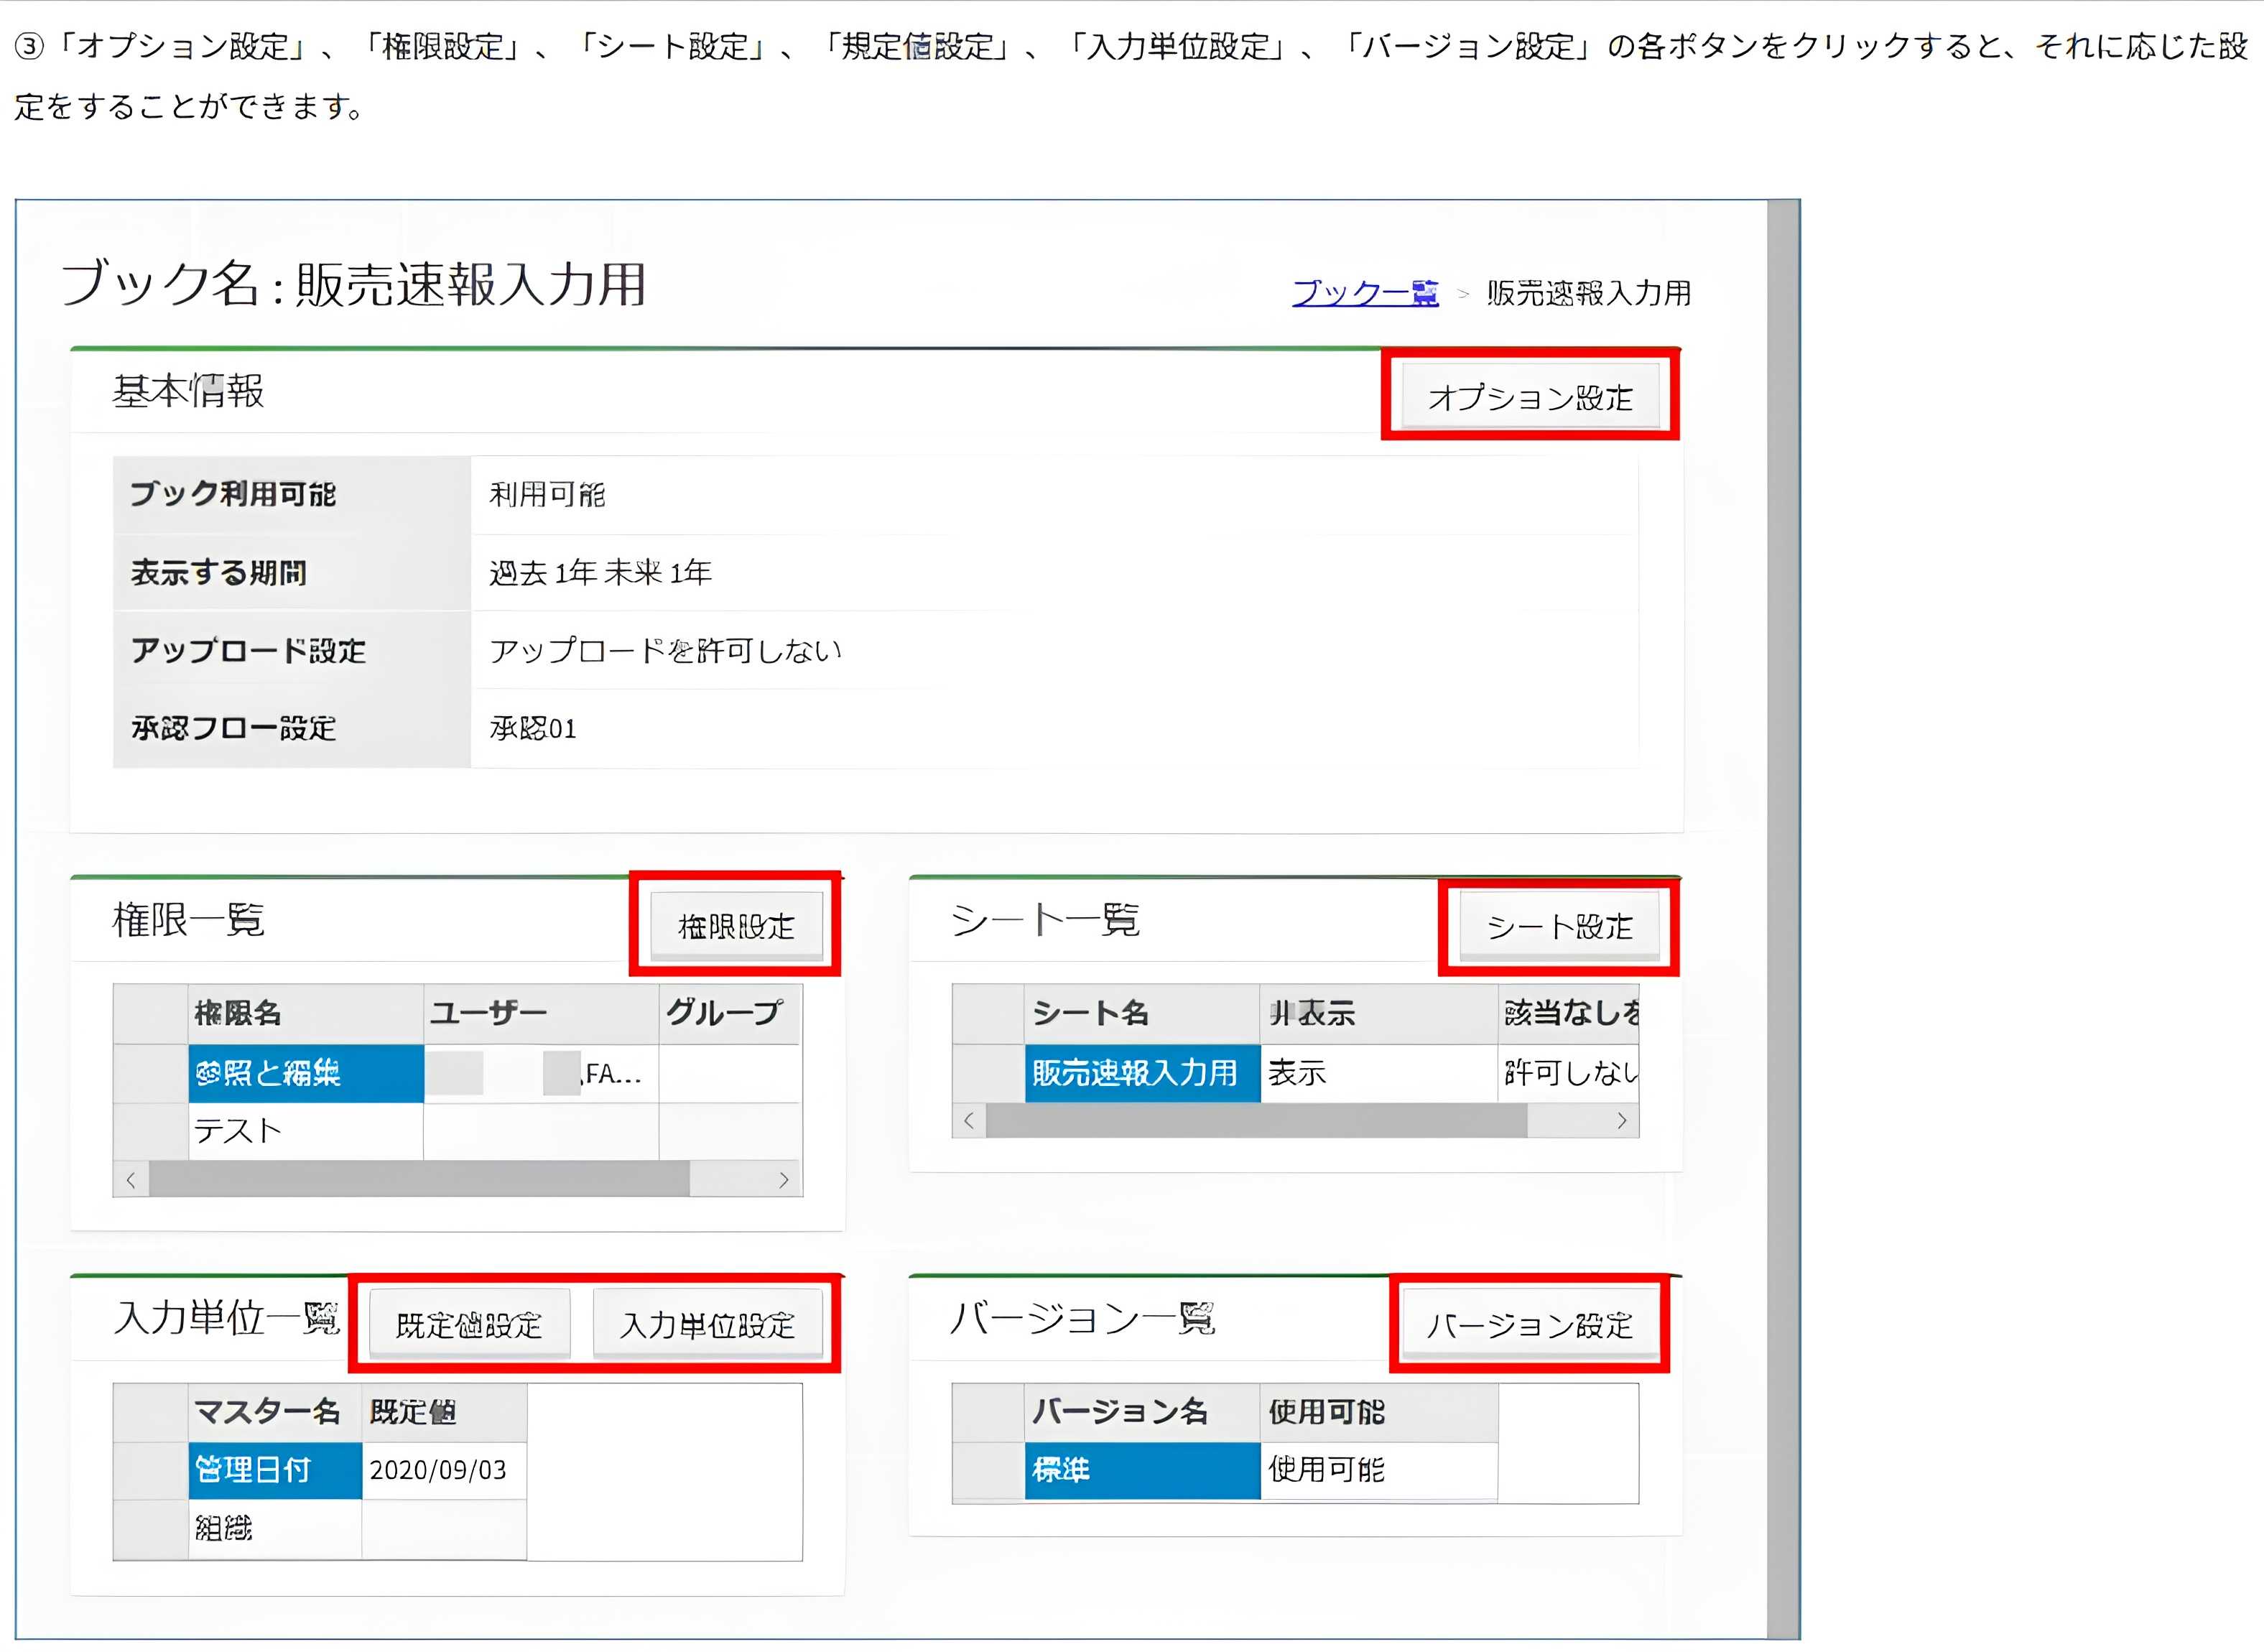 ③「オプション設定」、「権限設定」、「シート設定」、「規定値設定」、「入力単位設定」、「バージョン設定」の各ボタンをクリックすると、それに応じた設
定をすることができます。
ブック名 : 販売速報入力用
ブック一覧 > 販売速報入力用
基本情報
オプション設定
ブック利用可能 利用可能
表示する期間 過去 1年 未来 1年
アップロード設定 アップロードを許可しない
承認フロー設定 承認01
権限一覧
権限設定
権限名 ユーザー グループ
参照と編集 ,FA...
テスト
シート一覧
シート設定
シート名 非表示 該当なしを
販売速報入力用 表示 許可しない
入力単位一覧
既定値設定 入力単位設定
マスター名 既定値
管理日付 2020/09/03
組織
バージョン一覧
バージョン設定
バージョン名 使用可能
標準 使用可能